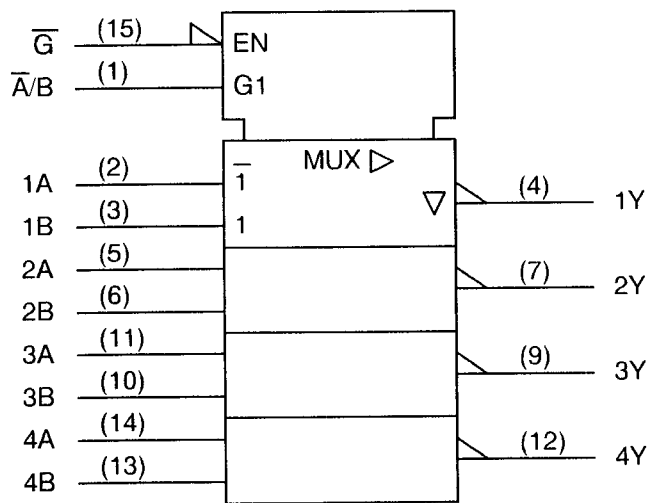 G̅ (15) EN
A̅/B (1) G1
MUX ▷
1A (2) 1̅
▽ (4) 1Y
1B (3) 1
2A (5)
(7) 2Y
2B (6)
3A (11)
(9) 3Y
3B (10)
4A (14)
(12) 4Y
4B (13)